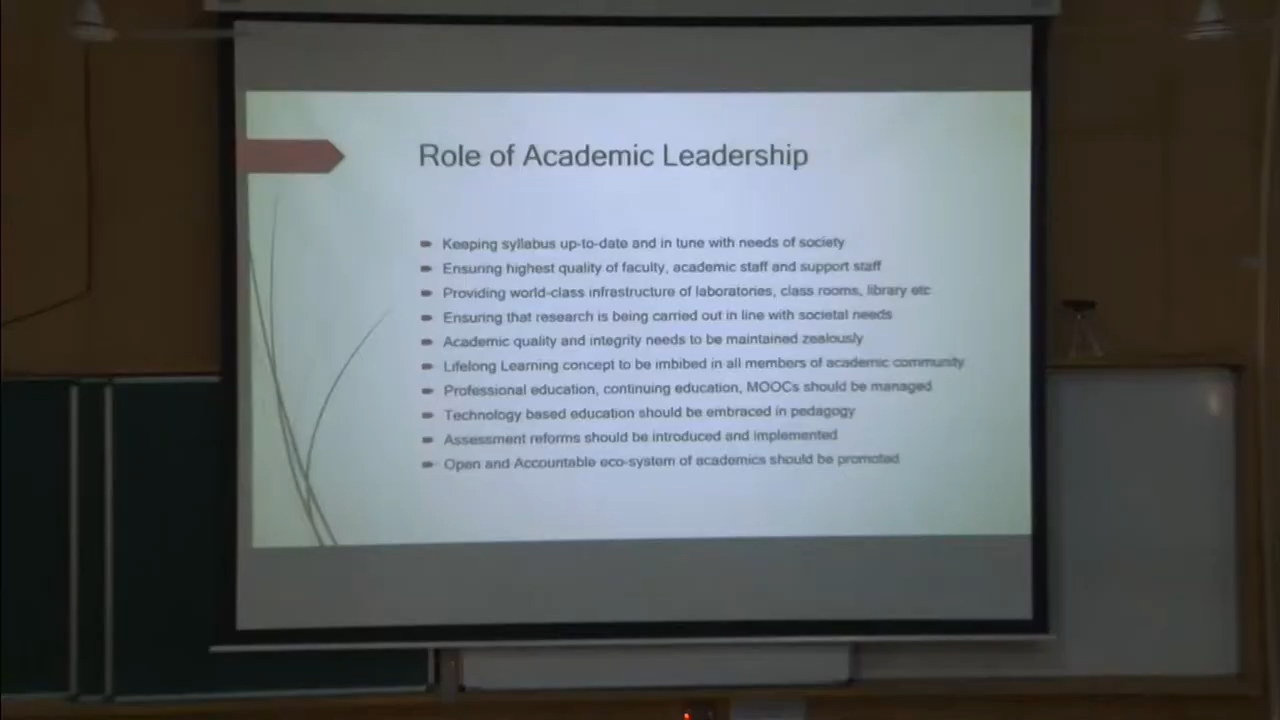 Role of Academic Leadership
Keeping syllabus up-to-date and in tune with needs of society
Ensuring highest quality of faculty, academic staff and support staff
Providing world-class infrastructure of laboratories, class rooms, library etc
Ensuring that research is being carried out in line with societal needs
Academic quality and integrity needs to be maintained zealously
Lifelong Learning concept to be imbibed in all members of academic community
Professional education, continuing education, MOOCs should be managed
Technology based education should be embraced in pedagogy
Assessment reforms should be introduced and implemented
Open and Accountable eco-system of academics should be promoted